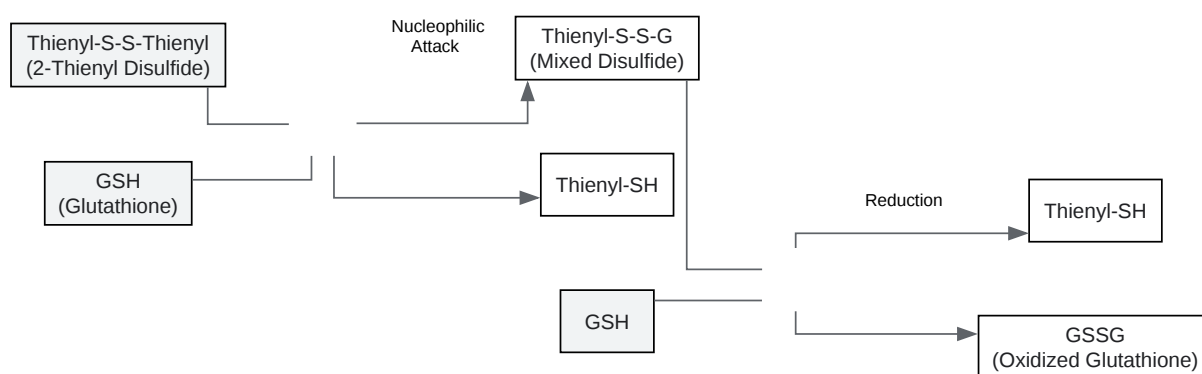 Thienyl-S-S-Thienyl
(2-Thienyl Disulfide)
Nucleophilic
Attack
Thienyl-S-S-G
(Mixed Disulfide)
GSH
(Glutathione)
Thienyl-SH
Reduction
Thienyl-SH
GSH
GSSG
(Oxidized Glutathione)